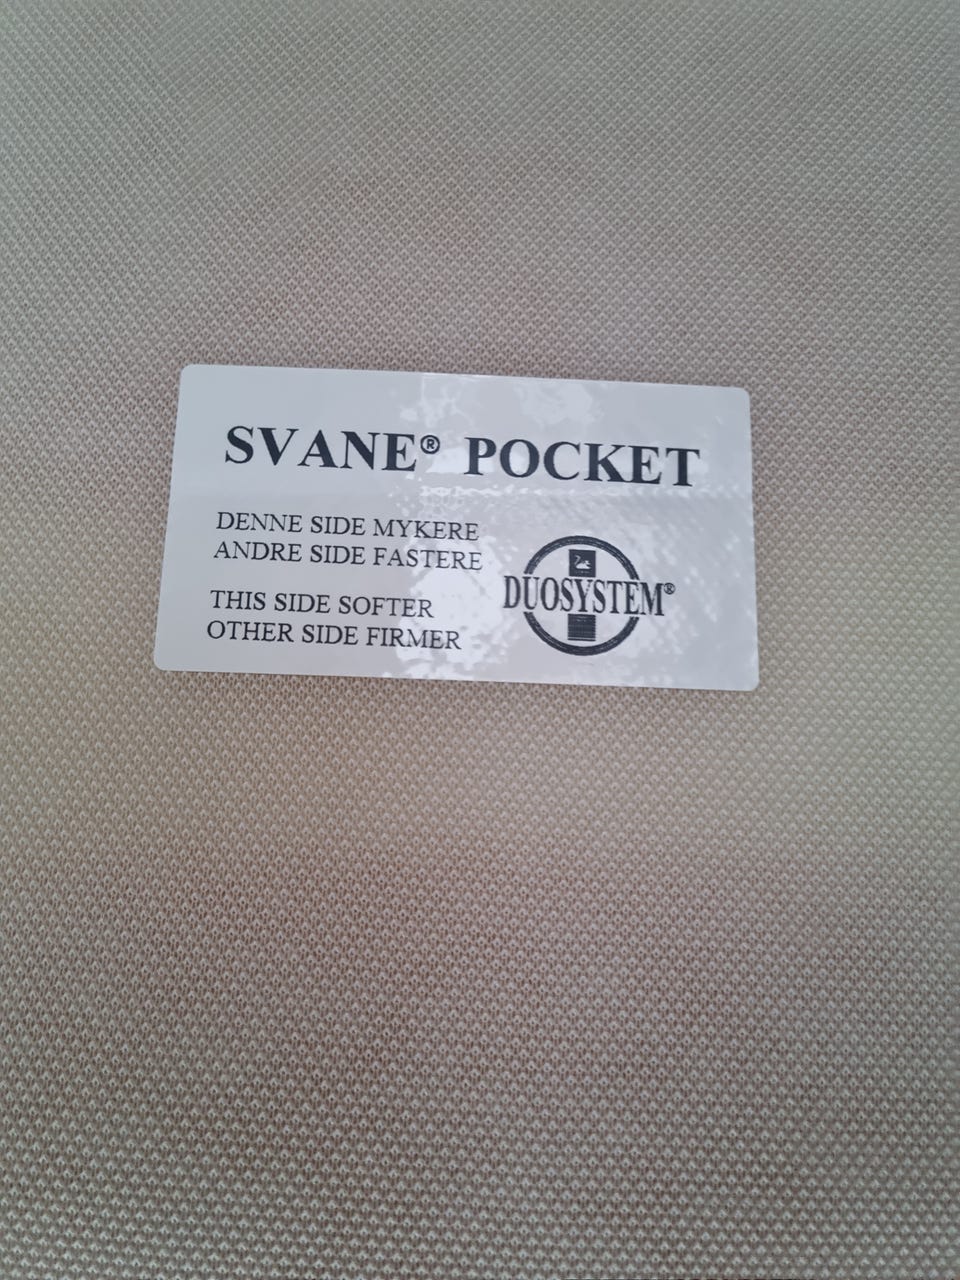 SVANE® POCKET
DENNE SIDE MYKERE
ANDRE SIDE FASTERE
THIS SIDE SOFTER
OTHER SIDE FIRMER
DUOSYSTEM®